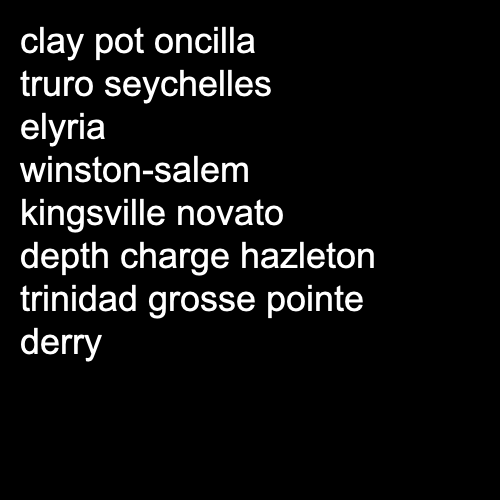 clay pot oncilla
truro seychelles
elyria
winston-salem
kingsville novato
depth charge hazleton
trinidad grosse pointe
derry